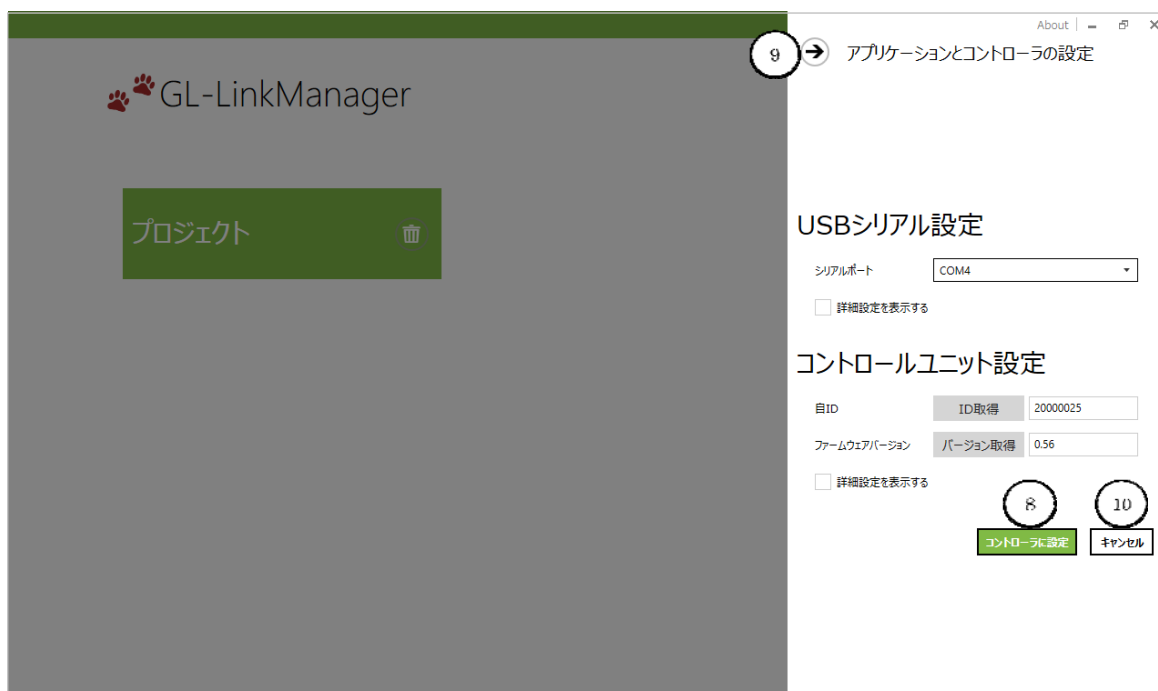 About
9 アプリケーションとコントローラの設定
GL-LinkManager
プロジェクト
USBシリアル設定
シリアルポート COM4
詳細設定を表示する
コントロールユニット設定
自ID ID取得 20000025
ファームウェアバージョン バージョン取得 0.56
詳細設定を表示する
8 10
コントローラに設定 キャンセル